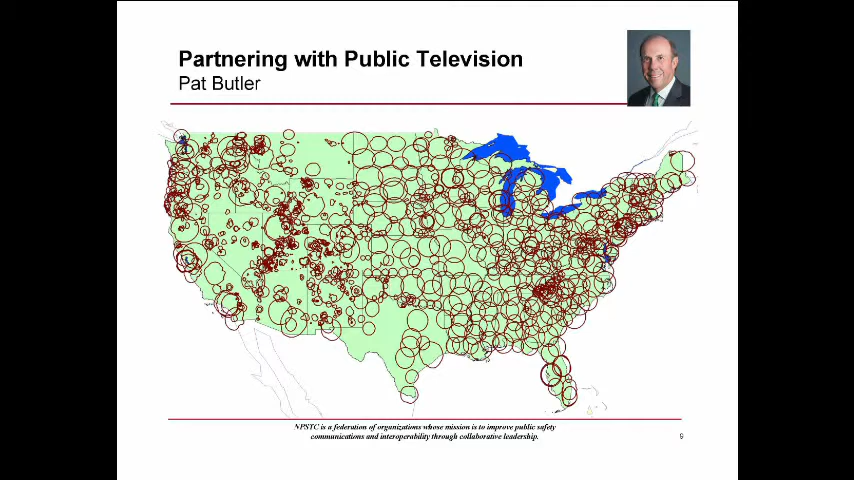 Partnering with Public Television
Pat Butler
NPSTC is a federation of organizations whose mission is to improve public safety
communications and interoperability through collaborative leadership.
9